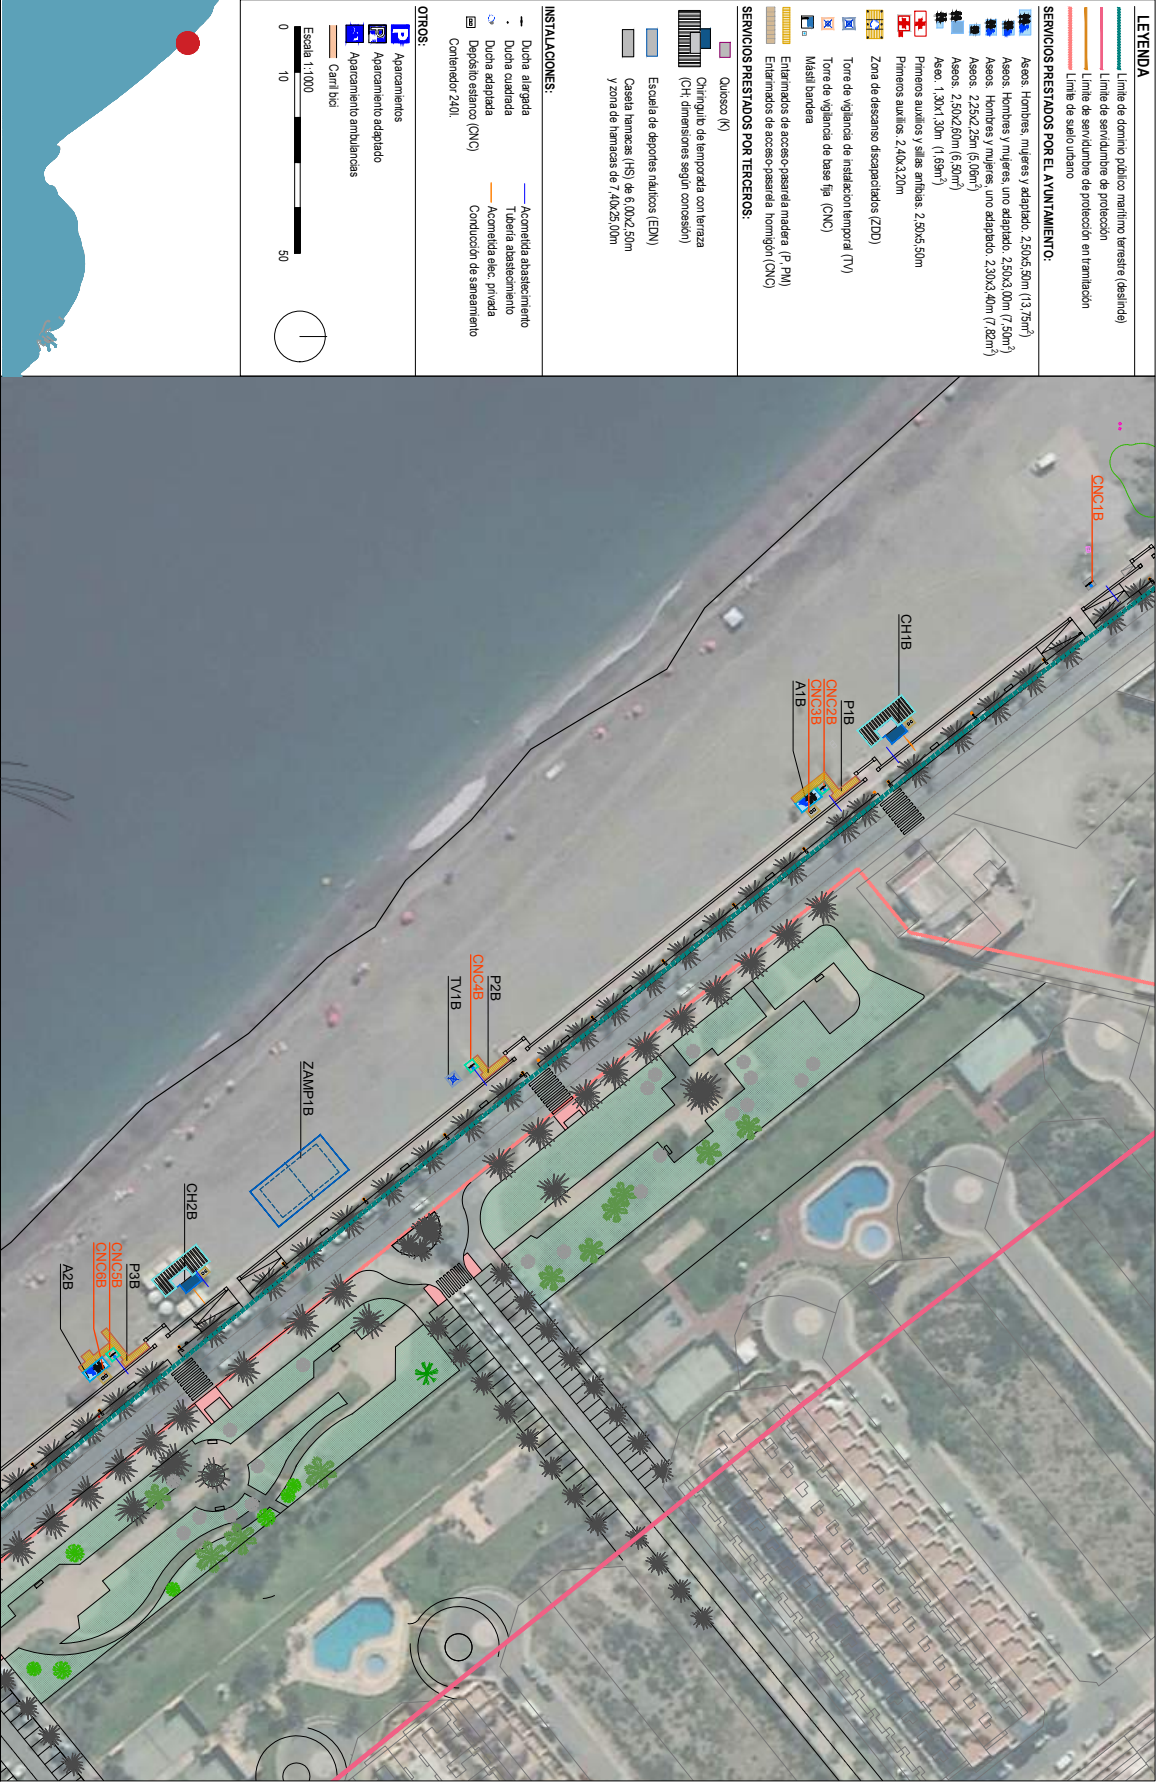 LEYENDA
Límite de dominio público marítimo terrestre (deslinde)
Límite de servidumbre de protección
Límite de servidumbre de protección en tramitación
Límite de suelo urbano
SERVICIOS PRESTADOS POR EL AYUNTAMIENTO:
Aseos. Hombres, mujeres y adaptado. 2,50x5,50m (13,75m²)
Aseos. Hombres y mujeres, uno adaptado. 2,50x3,00m (7,50m²)
Aseos. Hombres y mujeres, uno adaptado. 2,30x3,40m (7,82m²)
Aseos. 2,25x2,25m (5,06m²)
Aseos. 2,50x2,60m (6,50m²)
Aseo. 1,30x1,30m (1,69m²)
Primeros auxilios y sillas anfibias. 2,50x5,50m
Primeros auxilios. 2,40x3,20m
Zona de descanso discapacitados (ZDD)
Torre de vigilancia de instalacion temporal (TV)
Torre de vigilancia de base fija (CNC)
Mástil bandera
Entarimados de acceso-pasarela madera (P, PM)
Entarimados de acceso-pasarela hormigón (CNC)
SERVICIOS PRESTADOS POR TERCEROS:
Quiosco (K)
Chiringuito de temporada con terraza
(CH; dimensiones según concesión)
Escuela de deportes náuticos (EDN)
Caseta hamacas (HS) de 6,00x2,50m
y zona de hamacas de 7,40x25,00m
INSTALACIONES:
Ducha alargada
Ducha cuadrada
Ducha adaptada
Depósito estanco (CNC)
Contenedor 240l.
Acometida abastecimiento
Tubería abastecimiento
Acometida elec. privada
Conducción de saneamiento
OTROS:
P Aparcamientos
Aparcamiento adaptado
Aparcamiento ambulancias
Carril bici
Escala 1:1000
0 10 50
CNC1B
CH1B
P1B
CNC2B
CNC3B
A1B
P2B
CNC4B
TV1B
ZAMP1B
CH2B
P3B
CNC5B
CNC6B
A2B